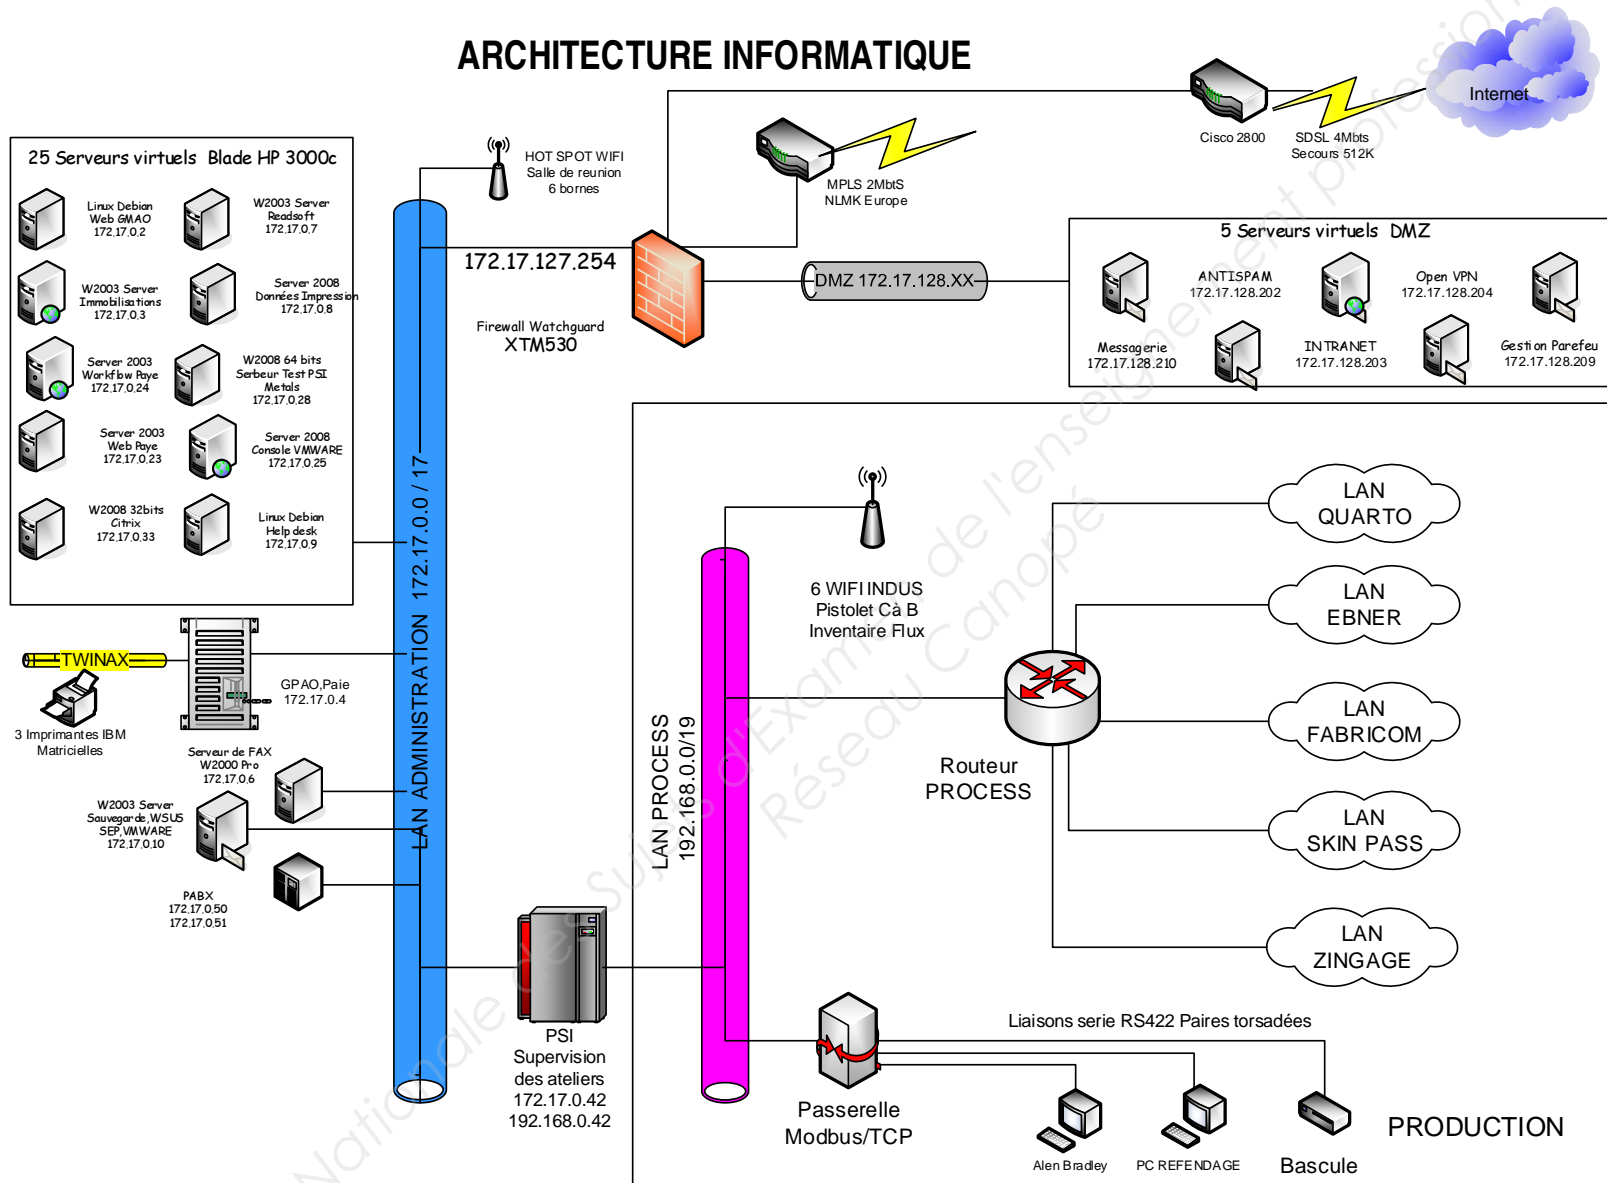 ARCHITECTURE INFORMATIQUE
Internet
Cisco 2800
SDSL 4Mbts
Secours 512K
HOT SPOT WIFI
Salle de reunion
6 bornes
MPLS 2MbtS
NLMK Europe
25 Serveurs virtuels Blade HP 3000c
Linux Debian
Web GMAO
172.17.0.2
W2003 Server
Readsoft
172.17.0.7
W2003 Server
Immobilisations
172.17.0.3
Server 2008
Données Impression
172.17.0.8
Server 2003
Workflow Paye
172.17.0.24
W2008 64 bits
Serbeur Test PSI
Metals
172.17.0.28
Server 2003
Web Paye
172.17.0.23
Server 2008
Console VMWARE
172.17.0.25
W2008 32bits
Citrix
172.17.0.33
Linux Debian
Help desk
172.17.0.9
172.17.127.254
Firewall Watchguard
XTM530
DMZ 172.17.128.XX
5 Serveurs virtuels DMZ
ANTISPAM
172.17.128.202
Open VPN
172.17.128.204
Messagerie
172.17.128.210
INTRANET
172.17.128.203
Gestion Parefeu
172.17.128.209
LAN ADMINISTRATION 172.17.0.0 / 17
TWINAX
3 Imprimantes IBM
Matricielles
GPAO,Paie
172.17.0.4
Serveur de FAX
W2000 Pro
172.17.0.6
W2003 Server
Sauvegarde,WSUS
SEP,VMWARE
172.17.0.10
PABX
172.17.0.50
172.17.0.51
PSI
Supervision
des ateliers
172.17.0.42
192.168.0.42
LAN PROCESS
192.168.0.0/19
6 WIFI INDUS
Pistolet Cà B
Inventaire Flux
Routeur
PROCESS
LAN
QUARTO
LAN
EBNER
LAN
FABRICOM
LAN
SKIN PASS
LAN
ZINGAGE
Liaisons serie RS422 Paires torsadées
Passerelle
Modbus/TCP
Alen Bradley
PC REFENDAGE
Bascule
PRODUCTION
Nationale des Sujets d'Examens de l'enseignement profession
Réseau Canopé